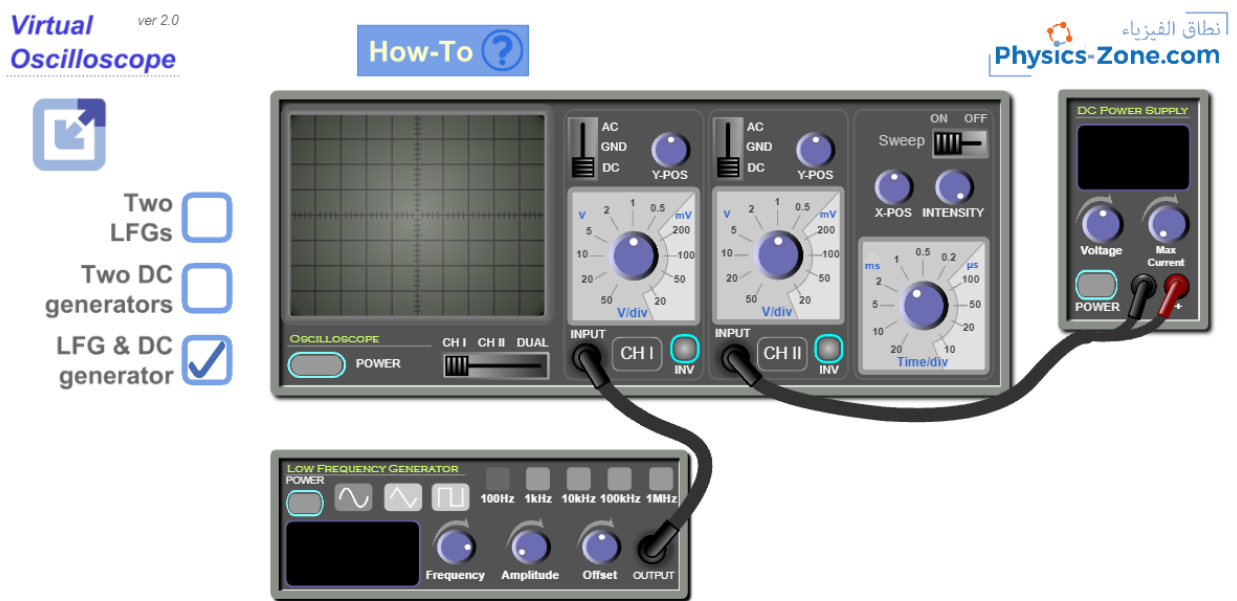 Virtual
ver 2.0
Oscilloscope
How-To ?
نطاق الفيزياء
Physics-Zone.com
Two
LFGs
Two DC
generators
LFG & DC
generator
AC
GND
DC
Y-POS
V 5 2 1 0.5 mV
10 200
20 100
50 50
20
V/div
AC
GND
DC
Y-POS
V 5 2 1 0.5 mV
10 200
20 100
50 50
20
V/div
ON OFF
Sweep
X-POS INTENSITY
ms 1 0.5 0.2 µs
2 100
5 50
10 20
20 10
Time/div
OSCILLOSCOPE
POWER
CH I CH II DUAL
INPUT
CH I
INV
INPUT
CH II
INV
DC POWER SUPPLY
Voltage
Max
Current
POWER
- +
LOW FREQUENCY GENERATOR
POWER
100Hz 1kHz 10kHz 100kHz 1MHz
Frequency Amplitude Offset OUTPUT